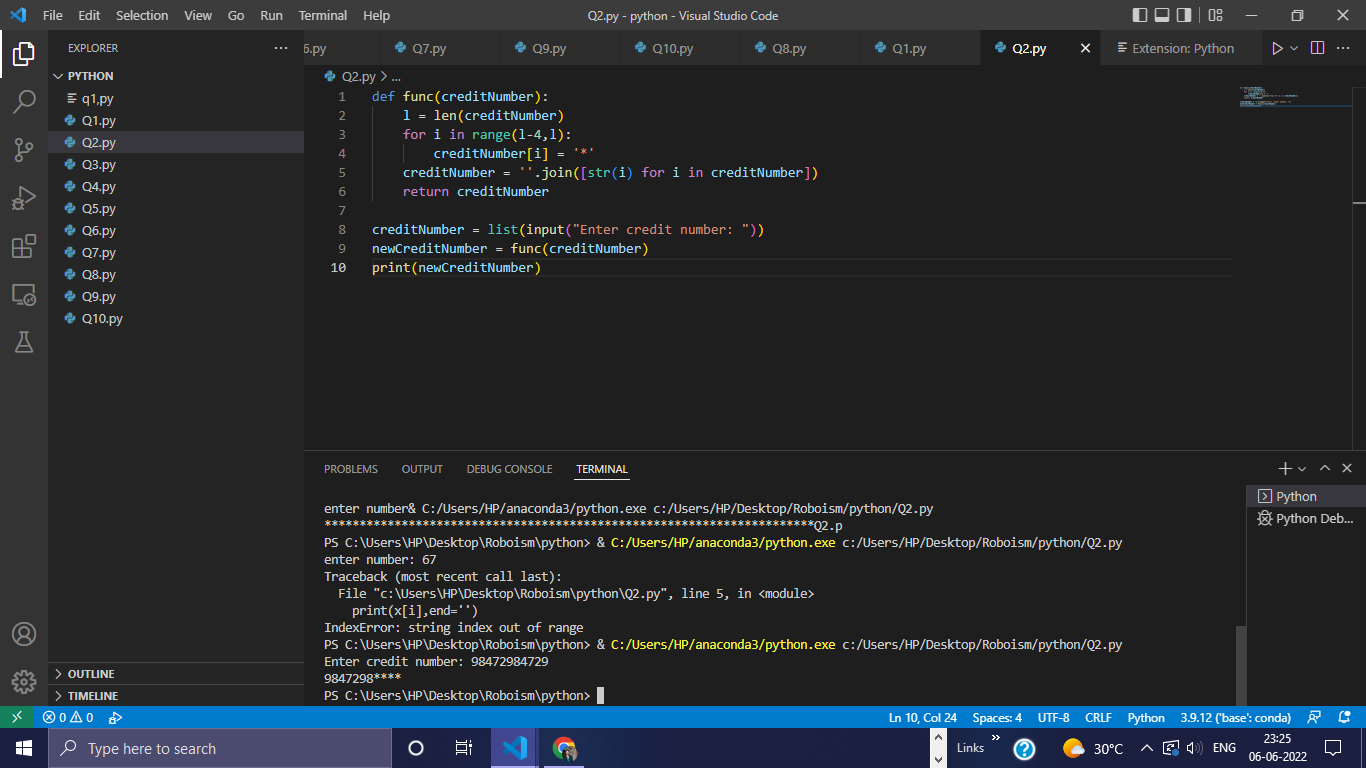 File Edit Selection View Go Run Terminal Help Q2.py - python - Visual Studio Code
EXPLORER ... 6.py Q7.py Q9.py Q10.py Q8.py Q1.py Q2.py Extension: Python
PYTHON
q1,py
Q1.py
Q2.py
Q3.py
Q4.py
Q5.py
Q6.py
Q7.py
Q8.py
Q9.py
Q10.py
OUTLINE
TIMELINE
Q2.py > ...
1 def func(creditNumber):
2 l = len(creditNumber)
3 for i in range(l-4,l):
4 creditNumber[i] = '*'
5 creditNumber = ''.join([str(i) for i in creditNumber])
6 return creditNumber
7
8 creditNumber = list(input("Enter credit number: "))
9 newCreditNumber = func(creditNumber)
10 print(newCreditNumber)
PROBLEMS OUTPUT DEBUG CONSOLE TERMINAL
enter number& C:/Users/HP/anaconda3/python.exe c:/Users/HP/Desktop/Roboism/python/Q2.py
**********************************************************************Q2.p
PS C:\Users\HP\Desktop\Roboism\python> & C:/Users/HP/anaconda3/python.exe c:/Users/HP/Desktop/Roboism/python/Q2.py
enter number: 67
Traceback (most recent call last):
File "c:\Users\HP\Desktop\Roboism\python\Q2.py", line 5, in <module>
print(x[i],end='')
IndexError: string index out of range
PS C:\Users\HP\Desktop\Roboism\python> & C:/Users/HP/anaconda3/python.exe c:/Users/HP/Desktop/Roboism/python/Q2.py
Enter credit number: 98472984729
9847298****
PS C:\Users\HP\Desktop\Roboism\python>
Python
Python Deb...
0 0 Ln 10, Col 24 Spaces: 4 UTF-8 CRLF Python 3.9.12 ('base': conda)
Type here to search Links 30°C ENG 23:25
06-06-2022